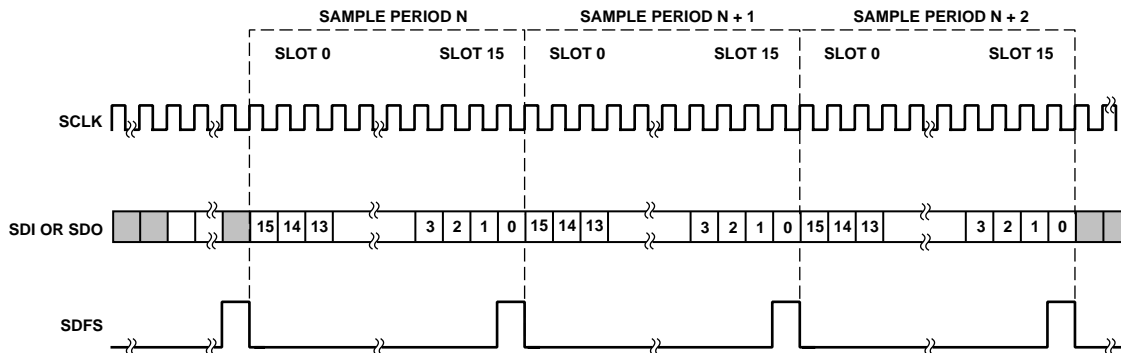 SAMPLE PERIOD N SAMPLE PERIOD N + 1 SAMPLE PERIOD N + 2
SLOT 0 SLOT 15 SLOT 0 SLOT 15 SLOT 0 SLOT 15
SCLK
SDI OR SDO 15 14 13 3 2 1 0 15 14 13 3 2 1 0 15 14 13 3 2 1 0
SDFS